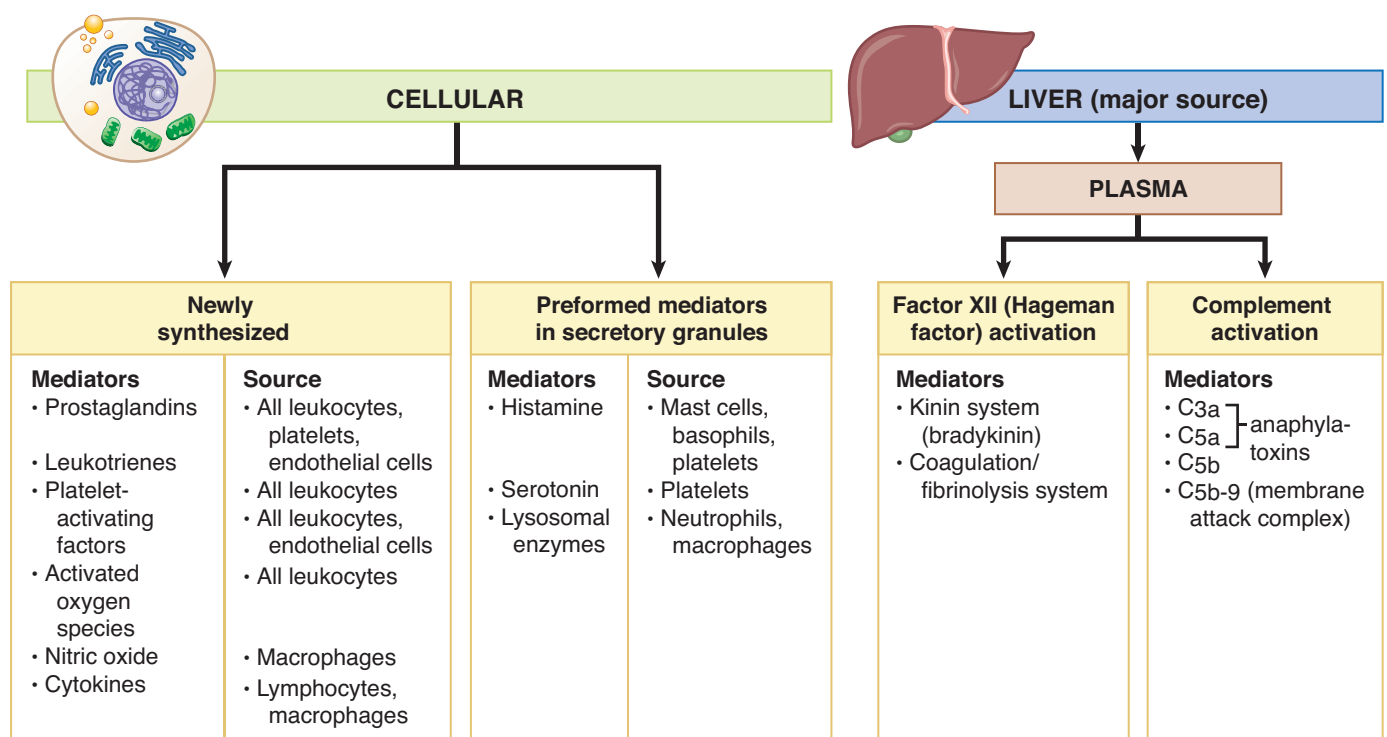 CELLULAR
LIVER (major source)
PLASMA
Newly
synthesized
Mediators
• Prostaglandins
• Leukotrienes
• Platelet-
activating
factors
• Activated
oxygen
species
• Nitric oxide
• Cytokines
Source
• All leukocytes,
platelets,
endothelial cells
• All leukocytes
• All leukocytes,
endothelial cells
• All leukocytes
• Macrophages
• Lymphocytes,
macrophages
Preformed mediators
in secretory granules
Mediators
• Histamine
• Serotonin
• Lysosomal
enzymes
Source
• Mast cells,
basophils,
platelets
• Platelets
• Neutrophils,
macrophages
Factor XII (Hageman
factor) activation
Mediators
• Kinin system
(bradykinin)
• Coagulation/
fibrinolysis system
Complement
activation
Mediators
• C3a
• C5a
anaphyla-
toxins
• C5b
• C5b-9 (membrane
attack complex)